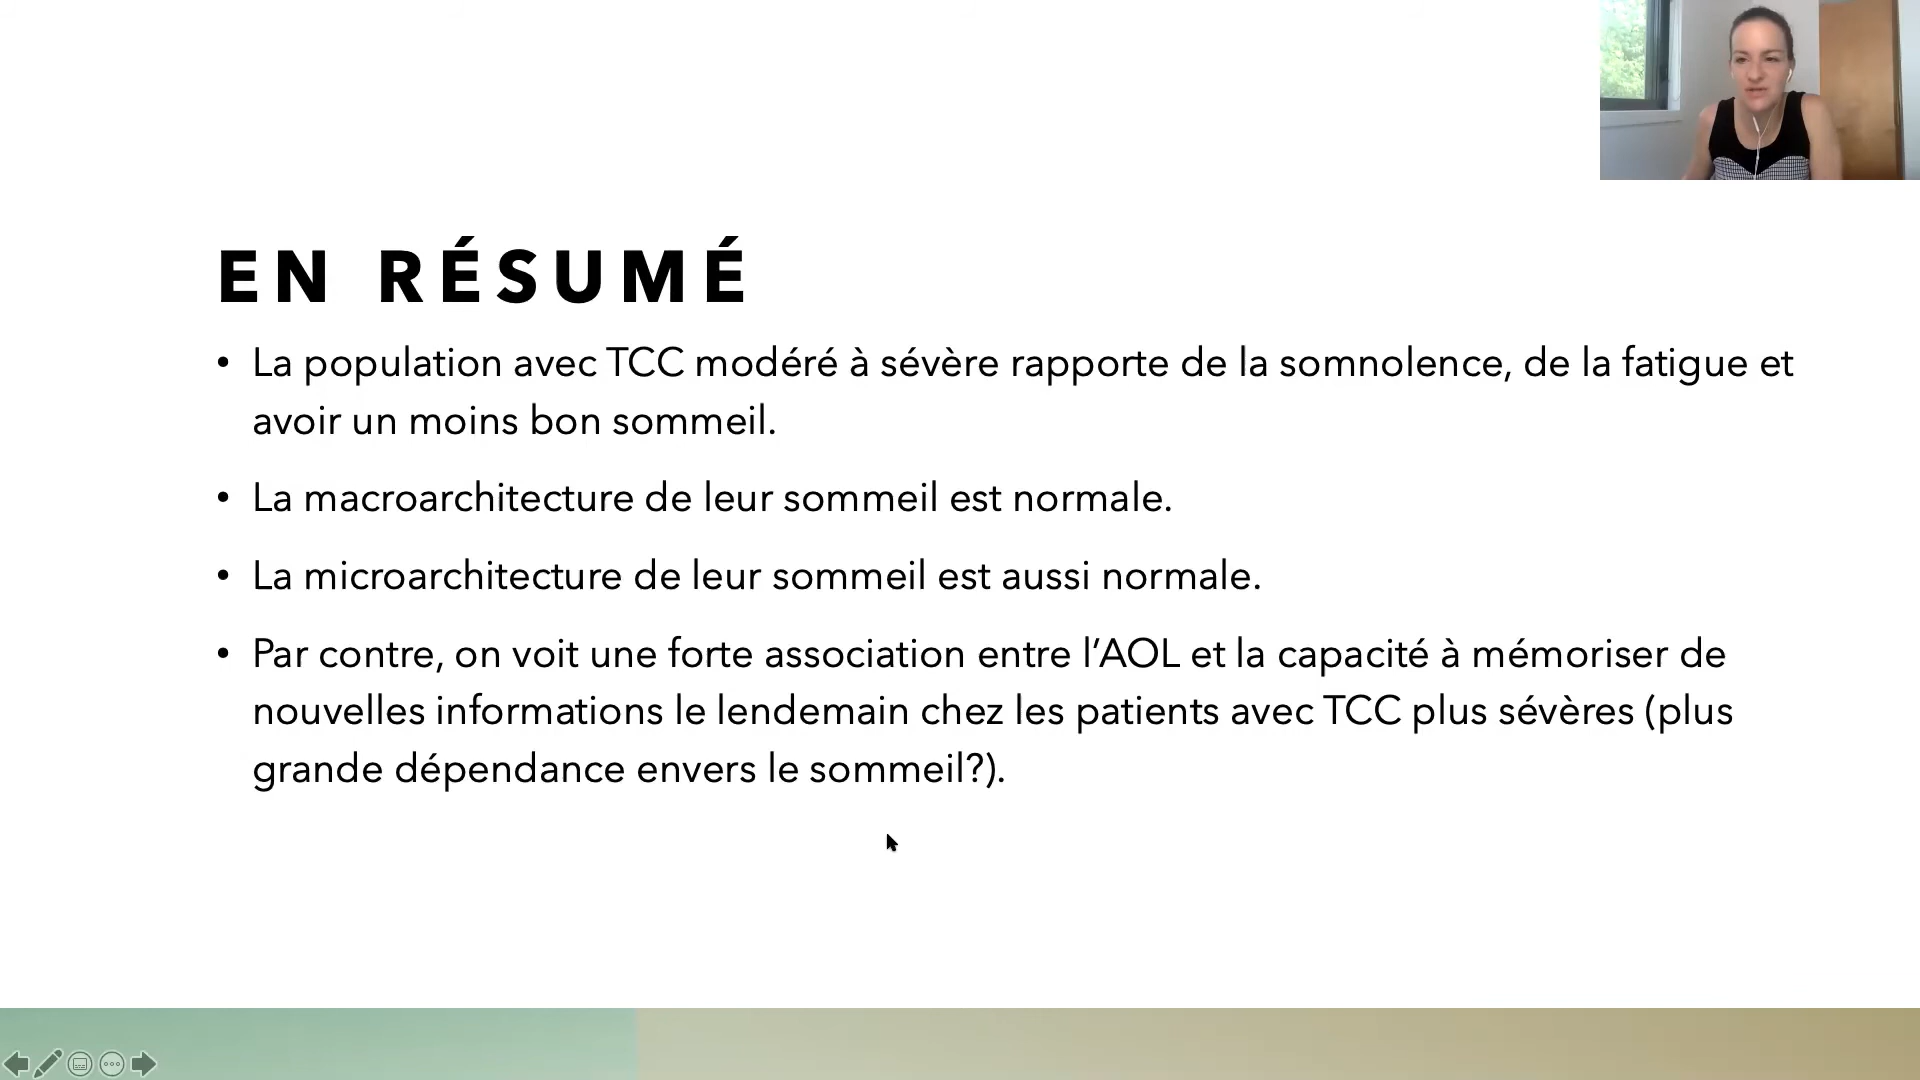 EN RÉSUMÉ
• La population avec TCC modéré à sévère rapporte de la somnolence, de la fatigue et
avoir un moins bon sommeil.
• La macroarchitecture de leur sommeil est normale.
• La microarchitecture de leur sommeil est aussi normale.
• Par contre, on voit une forte association entre l’AOL et la capacité à mémoriser de
nouvelles informations le lendemain chez les patients avec TCC plus sévères (plus
grande dépendance envers le sommeil?).